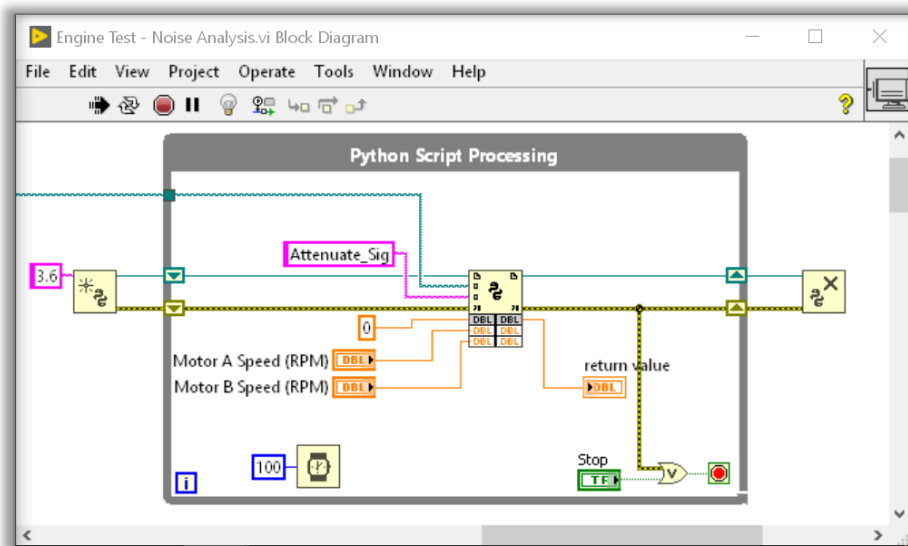 Engine Test - Noise Analysis.vi Block Diagram
File Edit View Project Operate Tools Window Help
Python Script Processing
Attenuate_Sig
3.6
0
DBL DBL
DBL DBL
DBL DBL
Motor A Speed (RPM) DBL
return value
Motor B Speed (RPM) DBL
DBL
100
Stop
i
TF
V